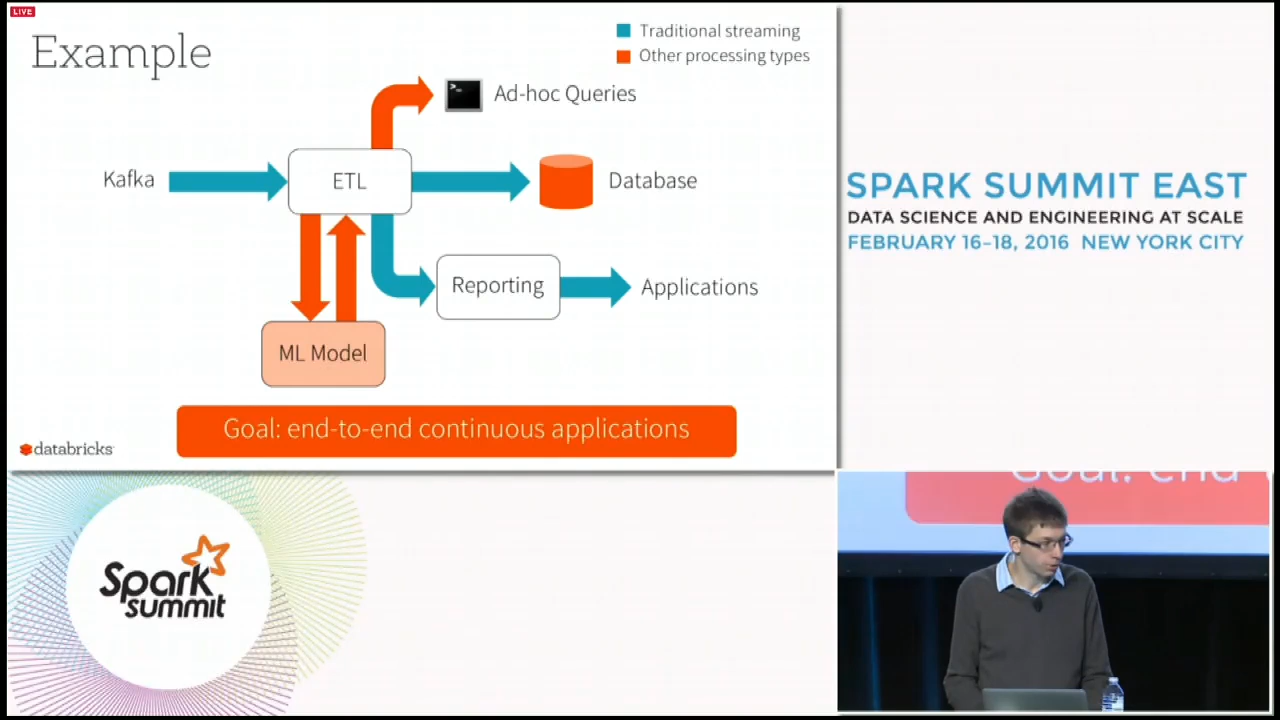 LIVE
Example
Traditional streaming
Other processing types
>_
Ad-hoc Queries
Kafka
ETL
Database
Reporting
Applications
ML Model
Goal: end-to-end continuous applications
databricks
SPARK SUMMIT EAST
DATA SCIENCE AND ENGINEERING AT SCALE
FEBRUARY 16-18, 2016 NEW YORK CITY
Spark
summit
Goal: end